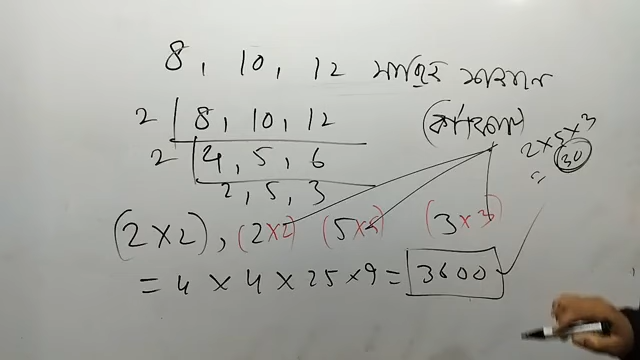 8, 10, 12
2 | 8, 10, 12
2 | 4, 5, 6
2, 5, 3
2×5×3
= 30
(2×2), (2×2) (5×5) (3×3)
= 4 × 4 × 25 × 9 = 3600